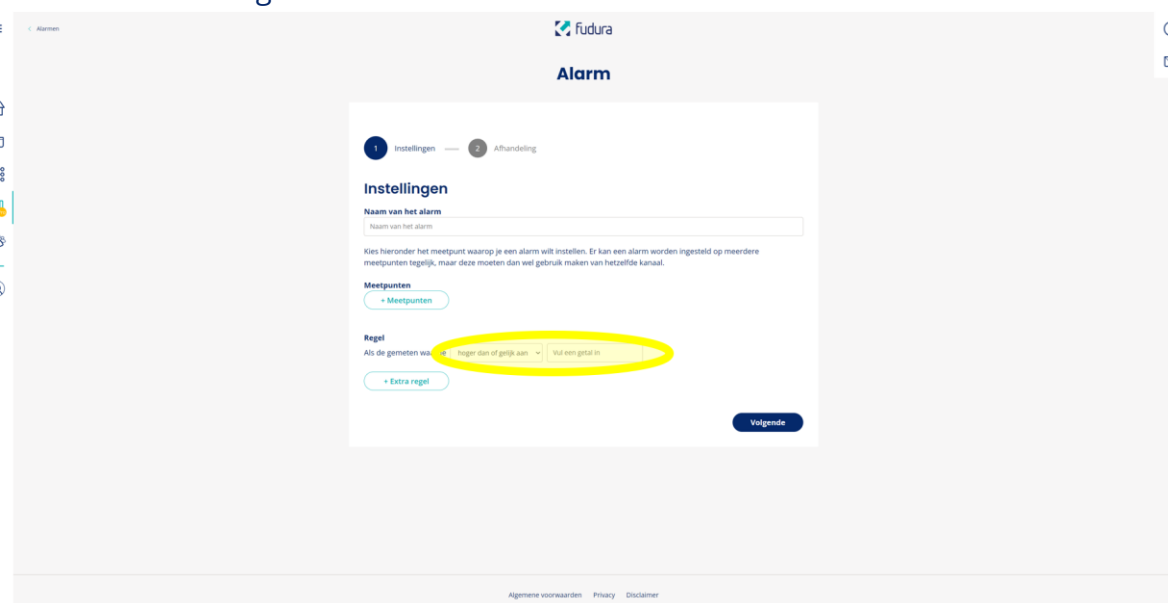 Alarmen
fudura
Alarm
1 Instellingen 2 Afhandeling
Instellingen
Naam van het alarm
Naam van het alarm
Kies hieronder het meetpunt waarop je een alarm wilt instellen. Er kan een alarm worden ingesteld op meerdere
meetpunten tegelijk, maar deze moeten dan wel gebruik maken van hetzelfde kanaal.
Meetpunten
+ Meetpunten
Regel
Als de gemeten hoger dan of gelijk aan Vul een getal in
+ Extra regel
Volgende
Algemene voorwaarden Privacy Disclaimer